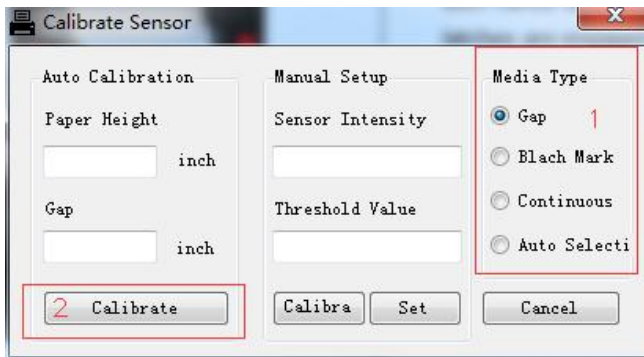 Calibrate Sensor
Auto Calibration
Paper Height
inch
Gap
inch
2 Calibrate
Manual Setup
Sensor Intensity
Threshold Value
Calibra
Set
Media Type
Gap 1
Blach Mark
Continuous
Auto Selecti
Cancel